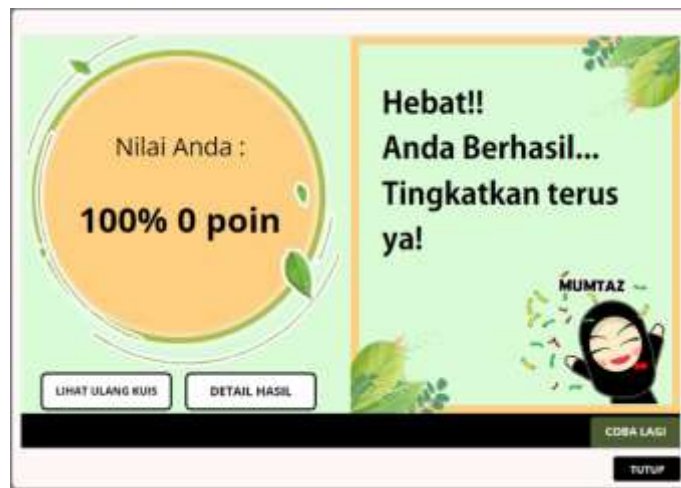 Nilai Anda :
100% 0 poin
LIHAT ULANG KUIS
DETAIL HASIL
Hebat!!
Anda Berhasil...
Tingkatkan terus
ya!
MUMTAZ
COBA LAGI
TUTUP